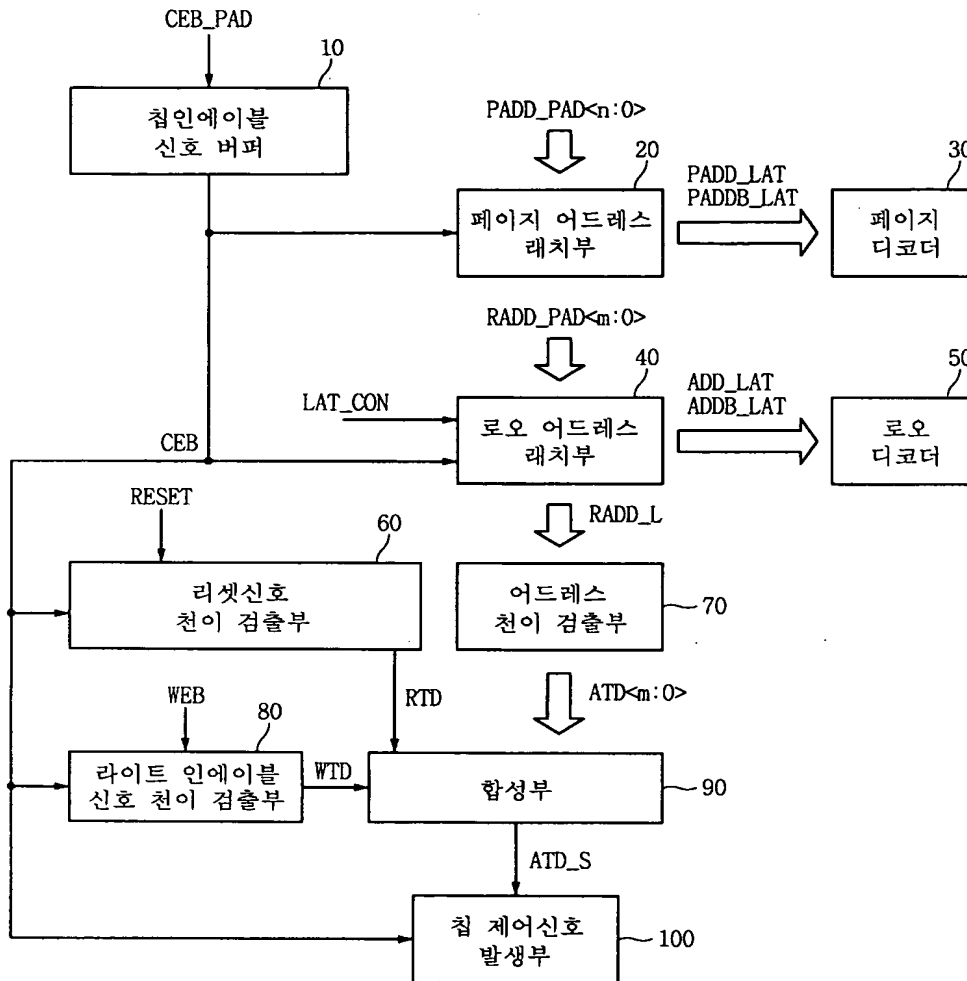 CEB_PAD
10
칩인에이블
신호 버퍼
PADD_PAD<n:0>
20
페이지 어드레스
래치부
PADD_LAT
PADDB_LAT
30
페이지
디코더
RADD_PAD<m:0>
40
LAT_CON
로오 어드레스
래치부
ADD_LAT
ADDB_LAT
50
로오
디코더
CEB
RESET
60
리셋신호
천이 검출부
RADD_L
어드레스
천이 검출부
70
RTD
ATD<m:0>
WEB
80
라이트 인에이블
신호 천이 검출부
WTD
합성부
90
ATD_S
칩 제어신호
발생부
100